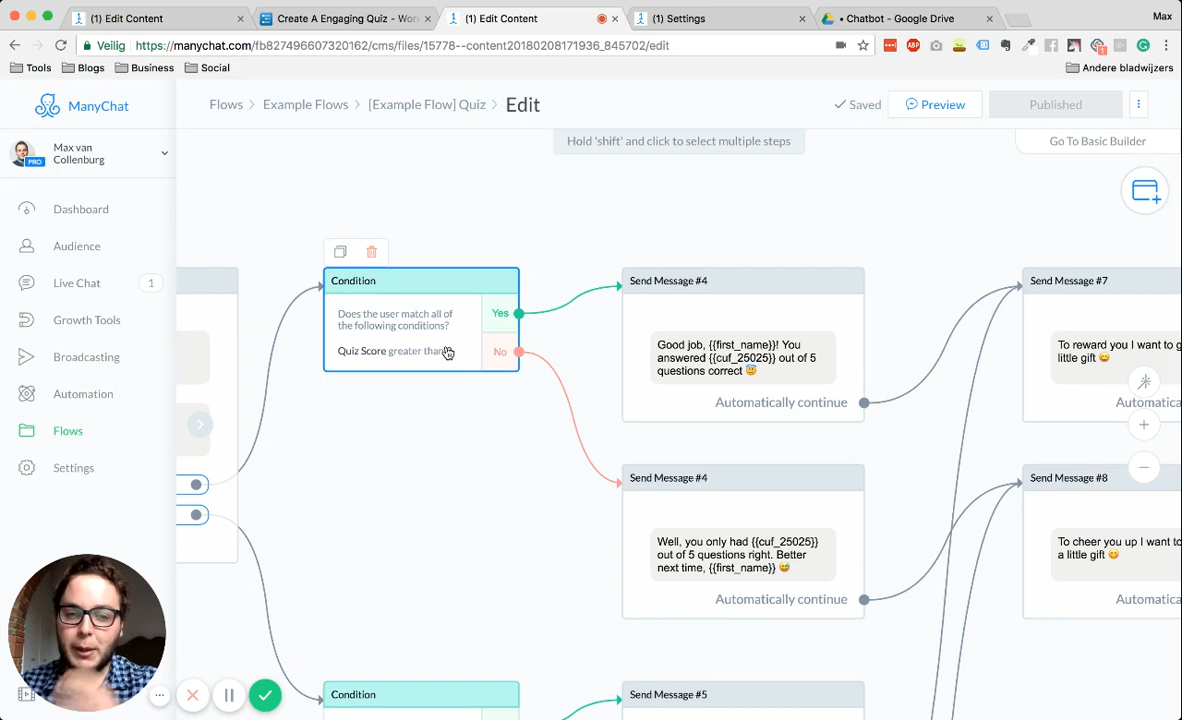 (1) Edit Content
Create A Engaging Quiz - Wor
(1) Edit Content
(1) Settings
• Chatbot - Google Drive
Max
Veilig
https://manychat.com/fb827496607320162/cms/files/15778--content20180208171936_845702/edit
ABP
Tools
Blogs
Business
Social
Andere bladwijzers
ManyChat
Flows > Example Flows > [Example Flow] Quiz > Edit
Saved
Preview
Published
Max van
Collenburg
PRO
Hold 'shift' and click to select multiple steps
Go To Basic Builder
Dashboard
Audience
Live Chat
1
Growth Tools
Broadcasting
Automation
Flows
Settings
Condition
Does the user match all of
the following conditions?
Quiz Score greater than
Yes
No
Send Message #4
Good job, {{first_name}}! You
answered {{cuf_25025}} out of 5
questions correct 😇
Automatically continue
Send Message #7
To reward you I want to g
little gift 😄
Automatica
Send Message #4
Well, you only had {{cuf_25025}}
out of 5 questions right. Better
next time, {{first_name}} 😅
Automatically continue
Send Message #8
To cheer you up I want to
a little gift 😋
Automatica
Condition
Send Message #5